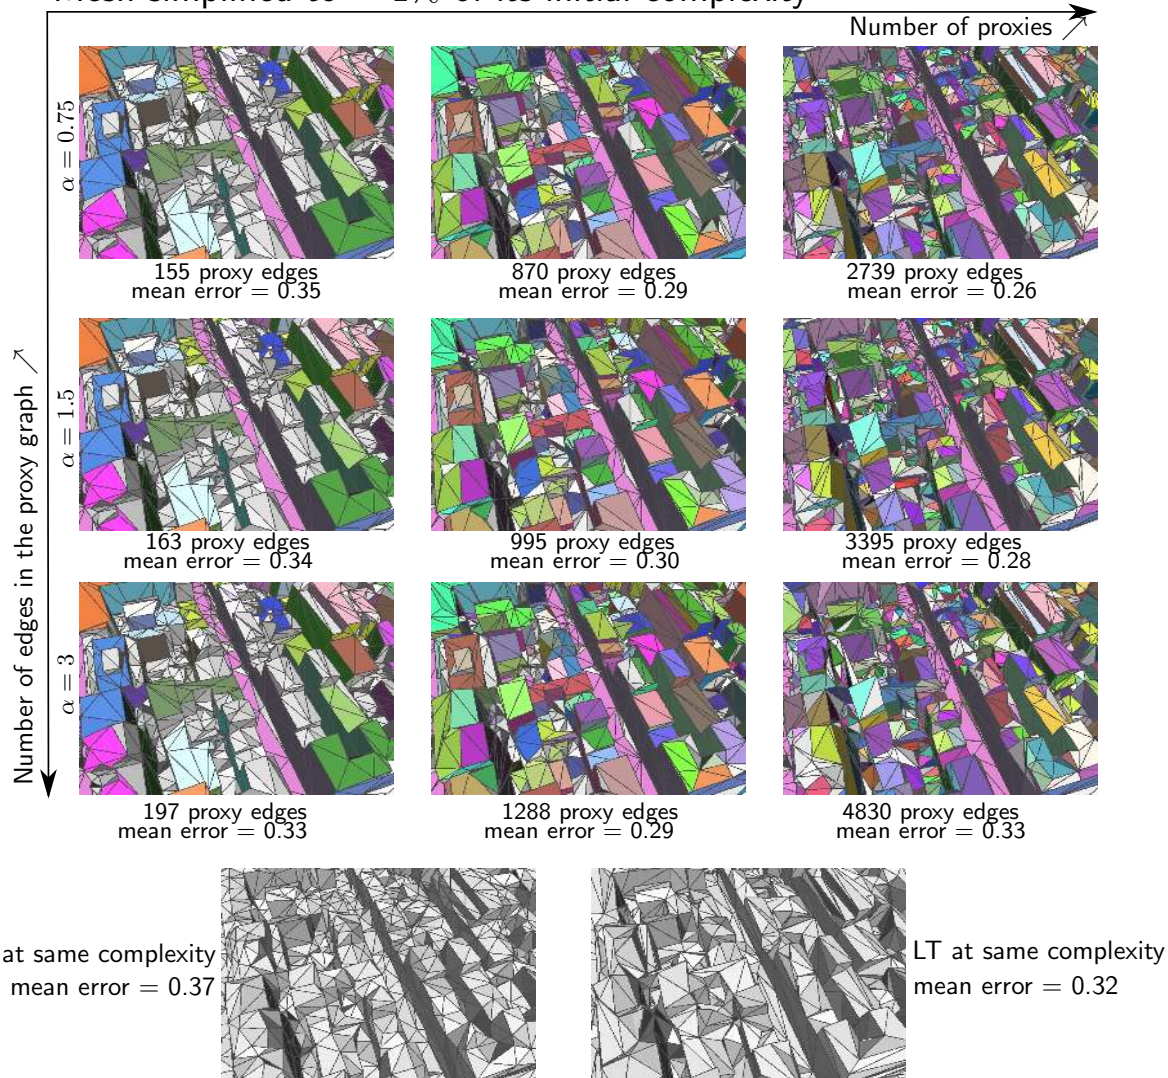 Number of proxies ↗
α = 0.75
155 proxy edges
mean error = 0.35
870 proxy edges
mean error = 0.29
2739 proxy edges
mean error = 0.26
Number of edges in the proxy graph ↗
α = 1.5
163 proxy edges
mean error = 0.34
995 proxy edges
mean error = 0.30
3395 proxy edges
mean error = 0.28
α = 3
197 proxy edges
mean error = 0.33
1288 proxy edges
mean error = 0.29
4830 proxy edges
mean error = 0.33
at same complexity
mean error = 0.37
LT at same complexity
mean error = 0.32